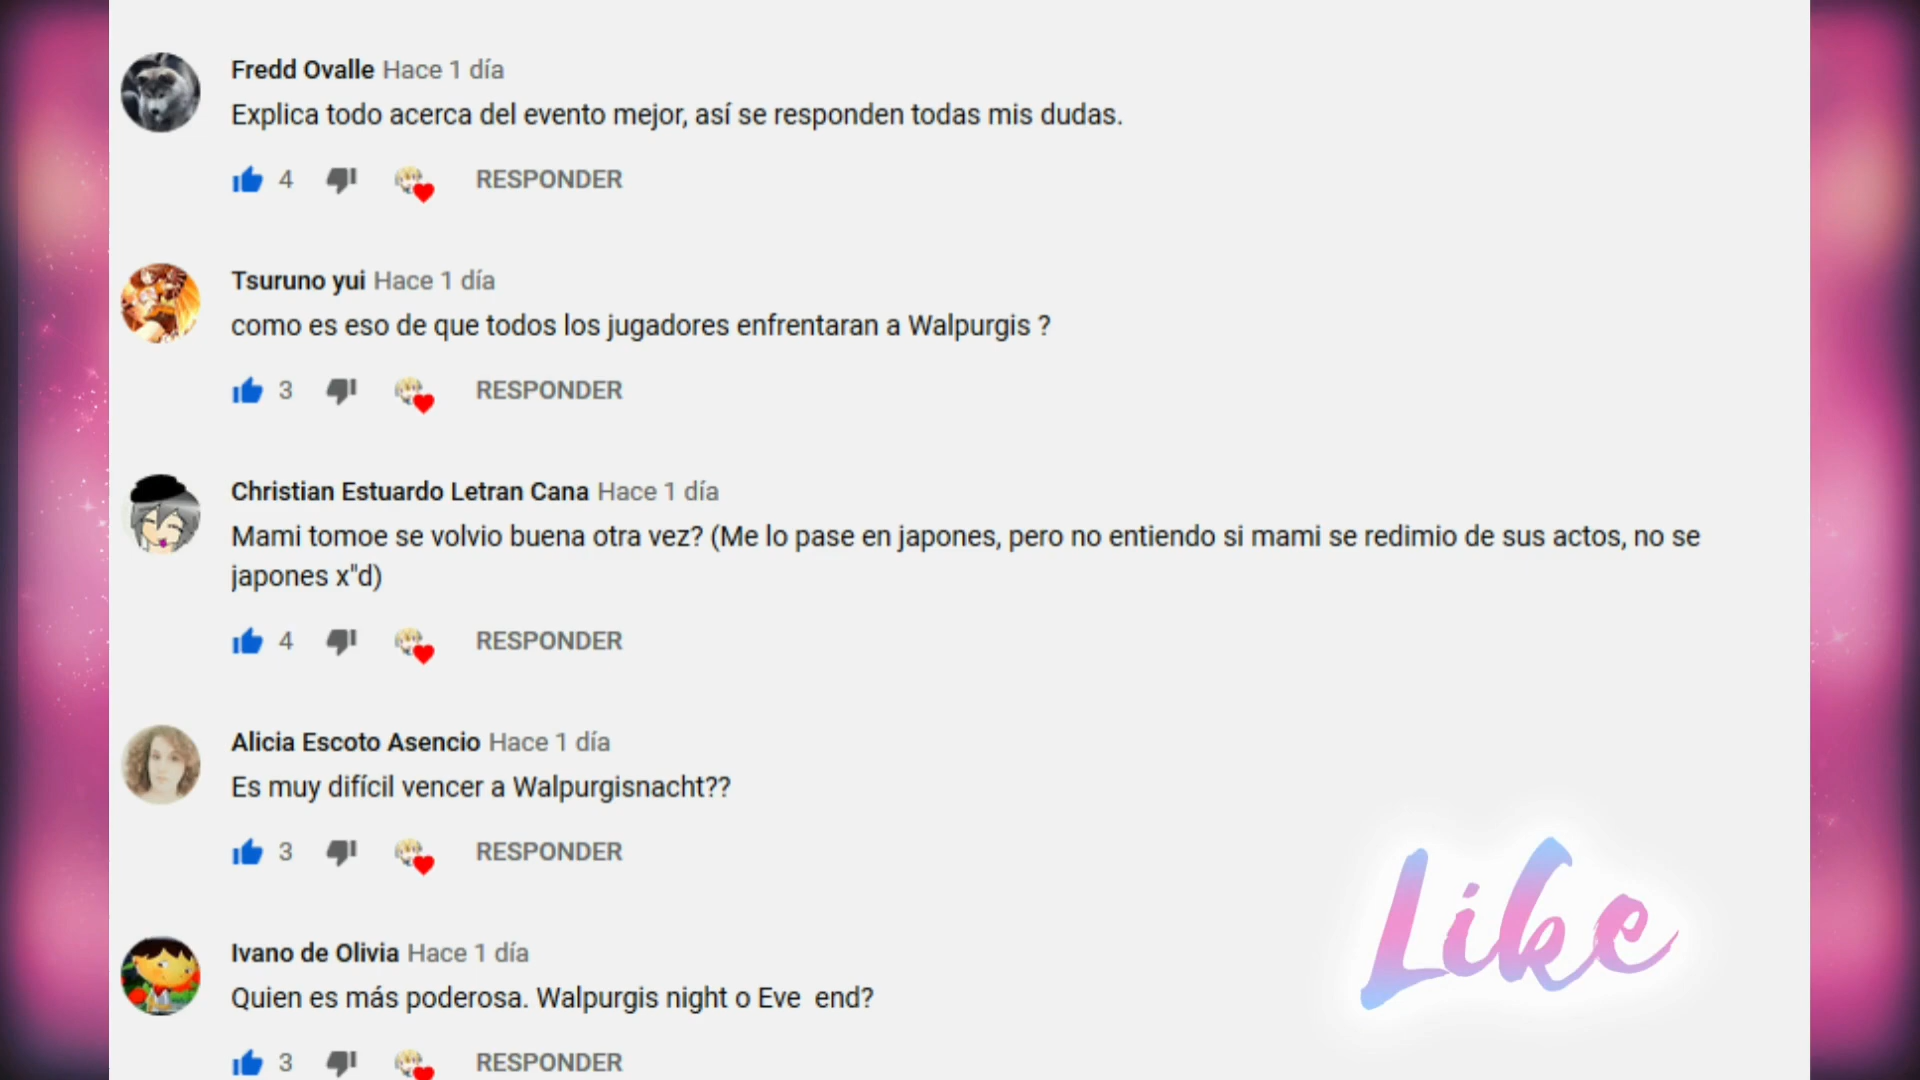 Fredd Ovalle Hace 1 día
Explica todo acerca del evento mejor, así se responden todas mis dudas.
4 RESPONDER
Tsuruno yui Hace 1 día
como es eso de que todos los jugadores enfrentaran a Walpurgis ?
3 RESPONDER
Christian Estuardo Letran Cana Hace 1 día
Mami tomoe se volvio buena otra vez? (Me lo pase en japones, pero no entiendo si mami se redimio de sus actos, no se
japones x"d)
4 RESPONDER
Alicia Escoto Asencio Hace 1 día
Es muy difícil vencer a Walpurgisnacht??
3 RESPONDER
Like
Ivano de Olivia Hace 1 día
Quien es más poderosa. Walpurgis night o Eve  end?
3 RESPONDER